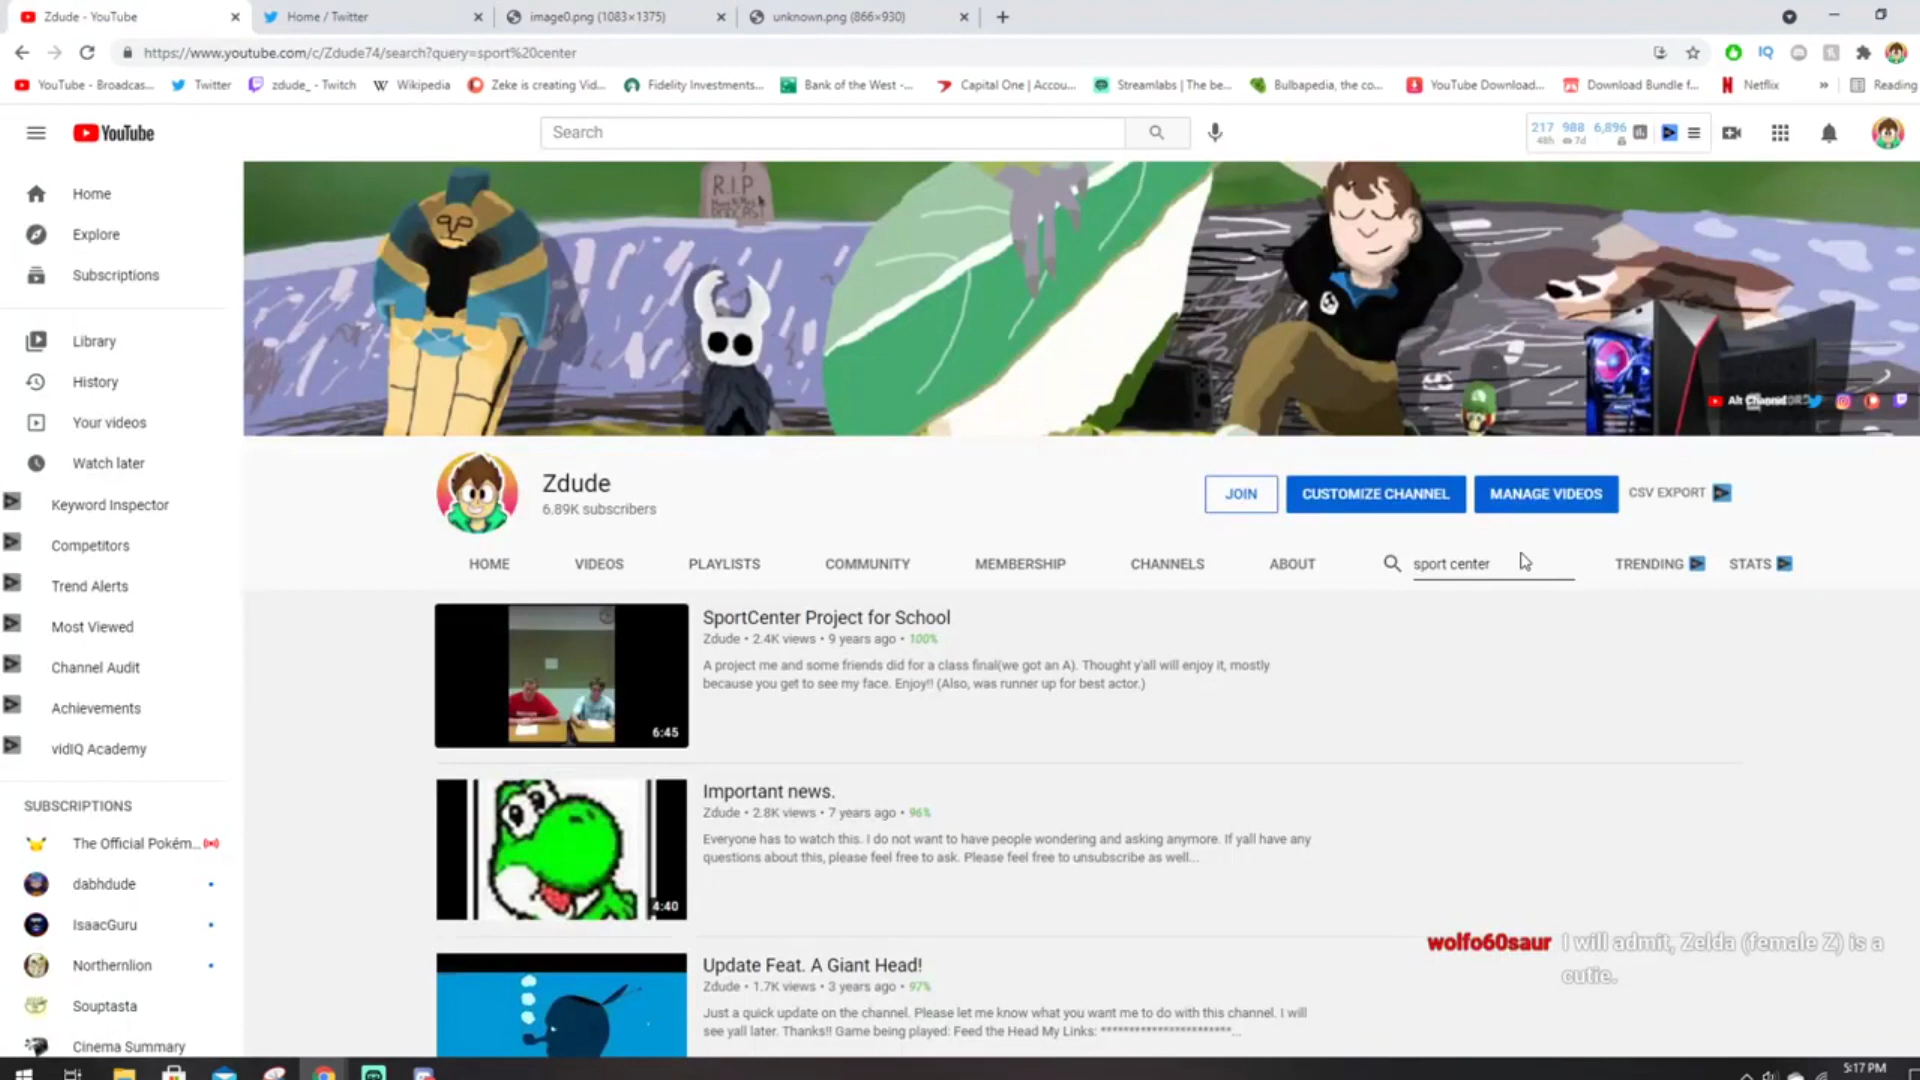 Zdude - YouTube
Home / Twitter
image0.png (1083×1375)
unknown.png (866×930)
https://www.youtube.com/c/Zdude74/search?query=sport%20center
YouTube - Broadcas...
Twitter
zdude_ - Twitch
Wikipedia
Zeke is creating Vid...
Fidelity Investments...
Bank of the West -...
Capital One | Accou...
Streamlabs | The be...
Bulbapedia, the co...
YouTube Download...
Download Bundle f...
Netflix
»
Reading
YouTube
Search
217 988 6,896
48h 7d
R.I.P
PODCAST
Alt Channel
Home
Explore
Subscriptions
Library
History
Your videos
Watch later
Keyword Inspector
Competitors
Trend Alerts
Most Viewed
Channel Audit
Achievements
vidIQ Academy
SUBSCRIPTIONS
The Official Pokém...
dabhdude
IsaacGuru
Northernlion
Souptasta
Cinema Summary
Zdude
6.89K subscribers
JOIN
CUSTOMIZE CHANNEL
MANAGE VIDEOS
CSV EXPORT
HOME
VIDEOS
PLAYLISTS
COMMUNITY
MEMBERSHIP
CHANNELS
ABOUT
sport center
TRENDING
STATS
SportCenter Project for School
Zdude • 2.4K views • 9 years ago • 100%
A project me and some friends did for a class final(we got an A). Thought y'all will enjoy it, mostly
because you get to see my face. Enjoy!! (Also, was runner up for best actor.)
6:45
Important news.
Zdude • 2.8K views • 7 years ago • 96%
Everyone has to watch this. I do not want to have people wondering and asking anymore. If yall have any
questions about this, please feel free to ask. Please feel free to unsubscribe as well...
4:40
Update Feat. A Giant Head!
Zdude • 1.7K views • 3 years ago • 97%
Just a quick update on the channel. Please let me know what you want me to do with this channel. I will
see yall later. Thanks!! Game being played: Feed the Head My Links: ***********************...
wolfo60saur I will admit, Zelda (female Z) is a
cutie.
5:17 PM